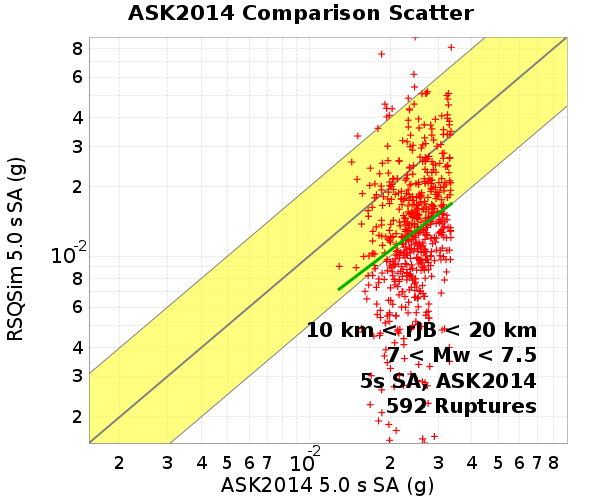 ASK2014 Comparison Scatter
RSQSim 5.0 s SA (g)
8
6
4
3
2
10-2
8
6
4
3
2
10 km < rJB < 20 km
7 < Mw < 7.5
5s SA, ASK2014
592 Ruptures
2 3 4 5 6 7 10-2 2 3 4 5 6 7 8
ASK2014 5.0 s SA (g)